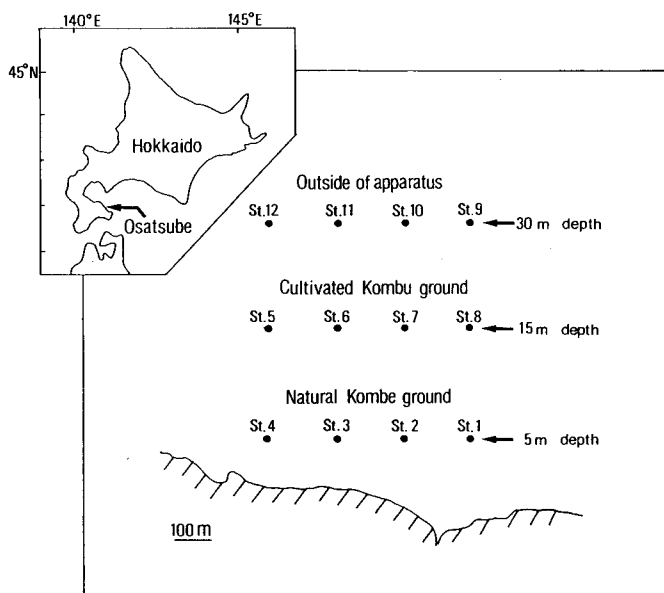 140°E 145°E
45°N
Hokkaido
Osatsube
Outside of apparatus
St.12 St.11 St.10 St.9
30 m depth
Cultivated Kombu ground
St.5 St.6 St.7 St.8
15 m depth
Natural Kombe ground
St.4 St.3 St.2 St.1
5 m depth
100 m